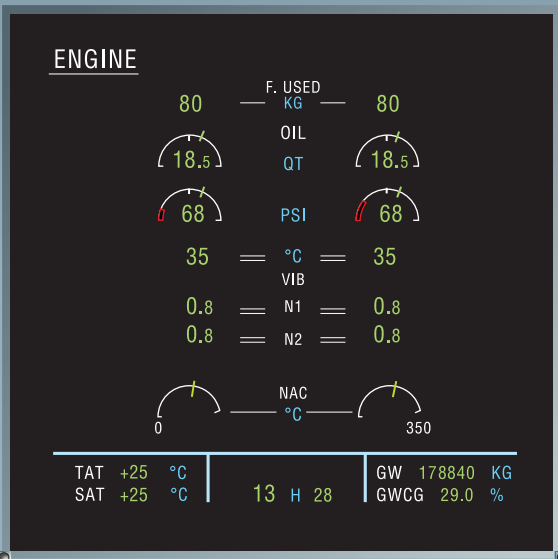 ENGINE
F. USED
80 KG 80
OIL
18.5 QT 18.5
68 PSI 68
35 °C 35
VIB
0.8 N1 0.8
0.8 N2 0.8
NAC
°C
0 350
TAT +25 °C GW 178840 KG
SAT +25 °C 13 H 28 GWCG 29.0 %